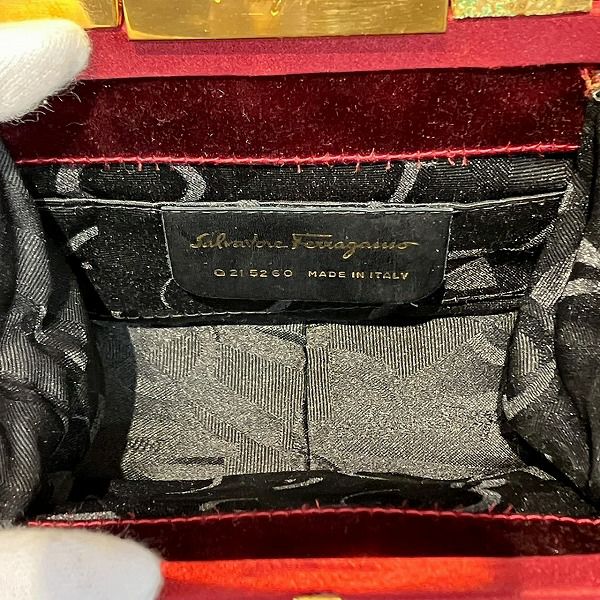 Salvatore Ferragamo
Q21 5260 MADE IN ITALY